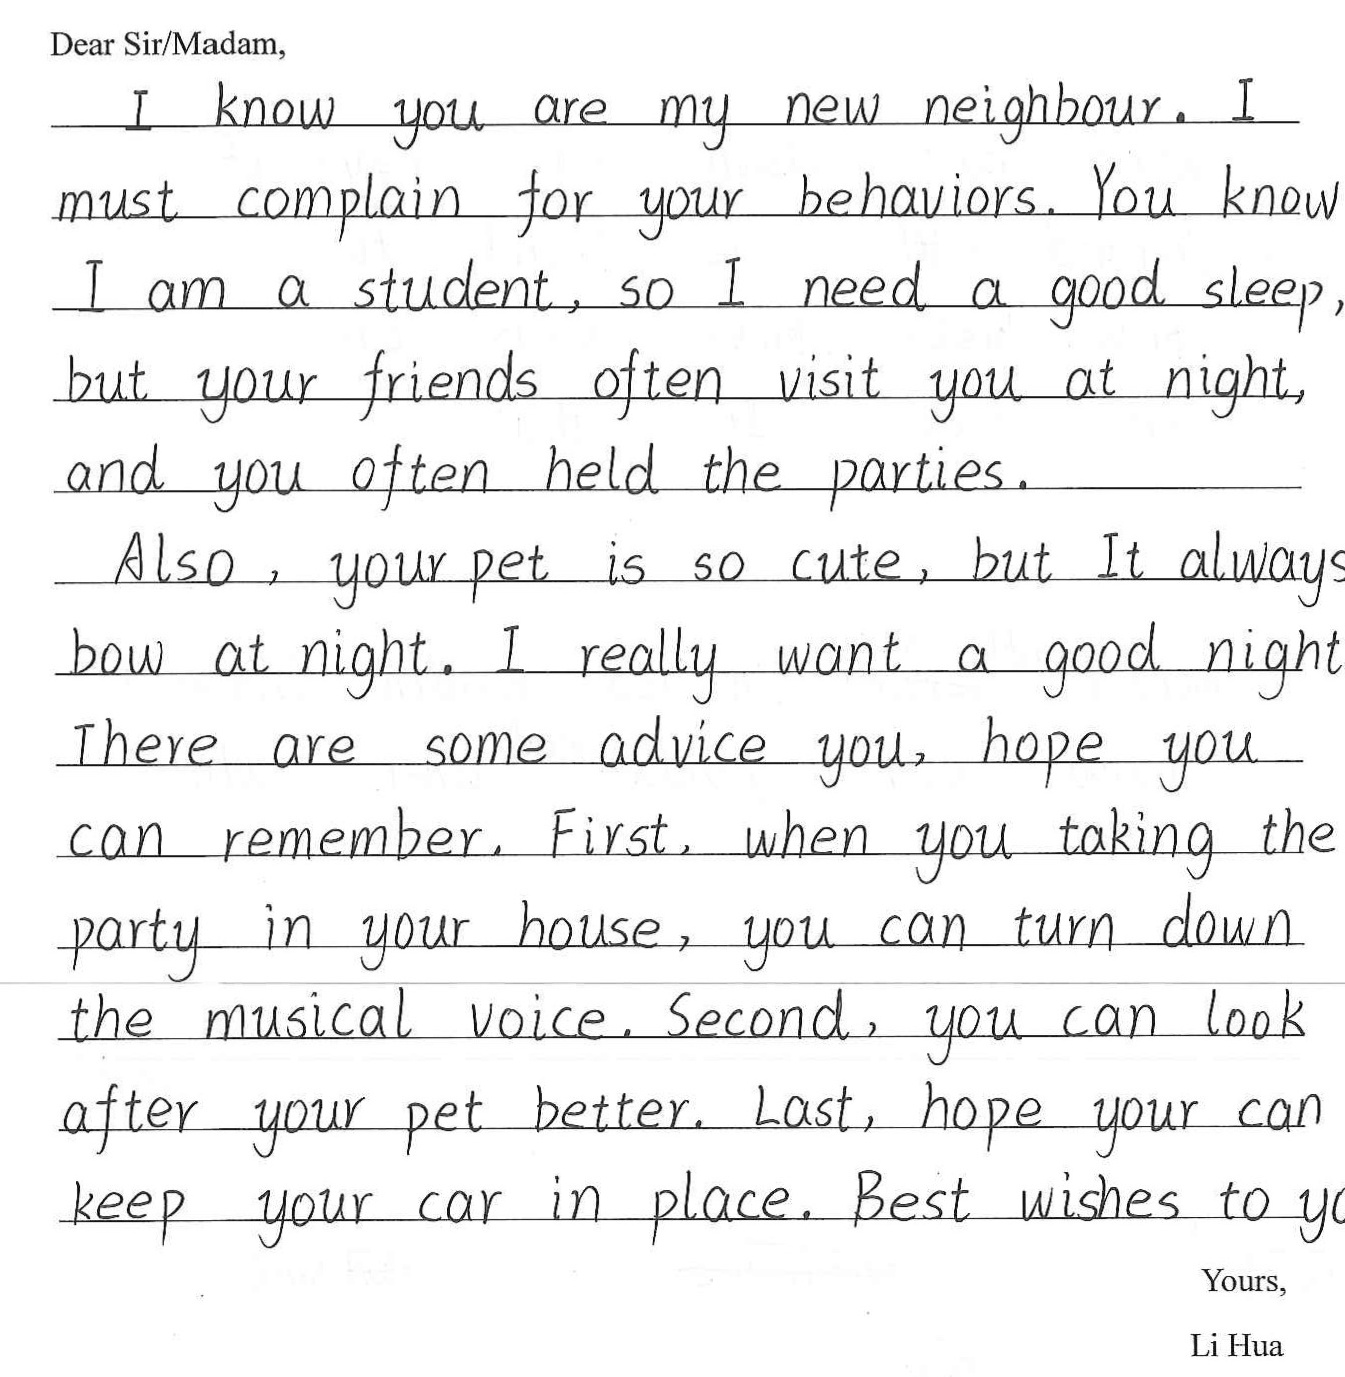 Dear Sir/Madam,
I know you are my new neighbour. I
must complain for your behaviors. You know
I am a student, so I need a good sleep,
but your friends often visit you at night,
and you often held the parties.
Also, your pet is so cute, but It always
bow at night. I really want a good night
There are some advice you, hope you
can remember. First, when you taking the
party in your house, you can turn down
the musical voice. Second, you can look
after your pet better. Last, hope your can
keep your car in place. Best wishes to
Yours,
Li Hua